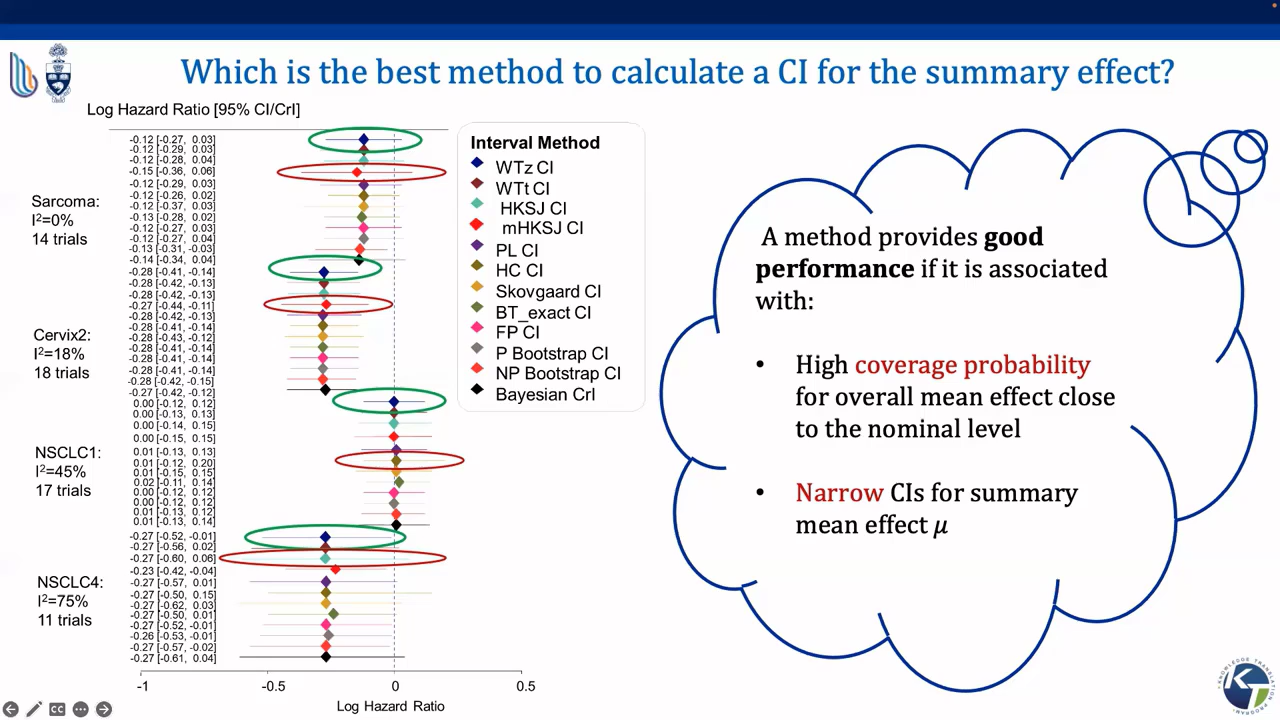 Which is the best method to calculate a CI for the summary effect?
Log Hazard Ratio [95% CI/CrI]
-0.12 [-0.27, 0.03]
-0.12 [-0.29, 0.03]
-0.12 [-0.28, 0.04]
-0.15 [-0.36, 0.06]
-0.12 [-0.29, 0.03]
-0.12 [-0.26, 0.02]
-0.12 [-0.37, 0.03]
-0.13 [-0.28, 0.02]
-0.12 [-0.27, 0.03]
-0.12 [-0.27, 0.04]
-0.13 [-0.31, -0.03]
-0.14 [-0.34, 0.04]
Sarcoma:
I²=0%
14 trials
-0.28 [-0.41, -0.14]
-0.28 [-0.42, -0.13]
-0.28 [-0.42, -0.13]
-0.27 [-0.44, -0.11]
-0.28 [-0.42, -0.13]
-0.28 [-0.41, -0.14]
-0.28 [-0.43, -0.12]
-0.28 [-0.41, -0.14]
-0.28 [-0.41, -0.14]
-0.28 [-0.41, -0.14]
-0.28 [-0.42, -0.15]
-0.27 [-0.42, -0.12]
Cervix2:
I²=18%
18 trials
0.00 [-0.12, 0.12]
0.00 [-0.13, 0.13]
0.00 [-0.14, 0.15]
0.00 [-0.15, 0.15]
0.01 [-0.13, 0.13]
0.01 [-0.12, 0.20]
0.01 [-0.15, 0.15]
0.02 [-0.11, 0.14]
0.00 [-0.12, 0.12]
0.00 [-0.12, 0.12]
0.01 [-0.13, 0.12]
0.01 [-0.13, 0.14]
NSCLC1:
I²=45%
17 trials
-0.27 [-0.52, -0.01]
-0.27 [-0.56, 0.02]
-0.27 [-0.60, 0.06]
-0.23 [-0.42, -0.04]
-0.27 [-0.57, 0.01]
-0.27 [-0.50, 0.15]
-0.27 [-0.62, 0.03]
-0.27 [-0.50, 0.01]
-0.27 [-0.52, -0.01]
-0.26 [-0.53, -0.01]
-0.27 [-0.57, -0.02]
-0.27 [-0.61, 0.04]
NSCLC4:
I²=75%
11 trials
-1 -0.5 0 0.5
Log Hazard Ratio
Interval Method
WTz CI
WTt CI
HKSJ CI
mHKSJ CI
PL CI
HC CI
Skovgaard CI
BT_exact CI
FP CI
P Bootstrap CI
NP Bootstrap CI
Bayesian CrI
A method provides good
performance if it is associated
with:
• High coverage probability
for overall mean effect close
to the nominal level
• Narrow CIs for summary
mean effect μ
KT